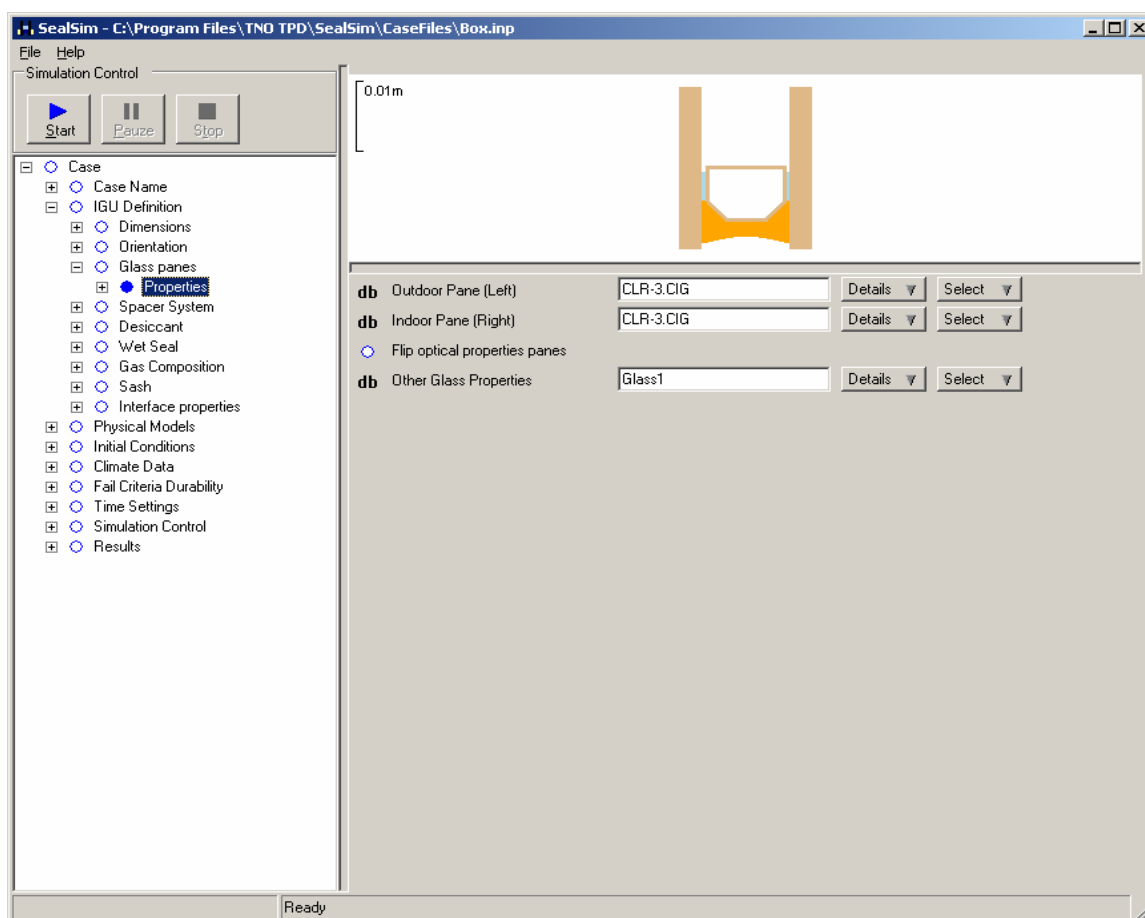 SealSim - C:\Program Files\TNO TPD\SealSim\CaseFiles\Box.inp
File Help
Simulation Control
Start Pauze Stop
Case
Case Name
IGU Definition
Dimensions
Orientation
Glass panes
Properties
Spacer System
Desiccant
Wet Seal
Gas Composition
Sash
Interface properties
Physical Models
Initial Conditions
Climate Data
Fail Criteria Durability
Time Settings
Simulation Control
Results
0.01m
db Outdoor Pane (Left) CLR-3.CIG Details Select
db Indoor Pane (Right) CLR-3.CIG Details Select
Flip optical properties panes
db Other Glass Properties Glass1 Details Select
Ready